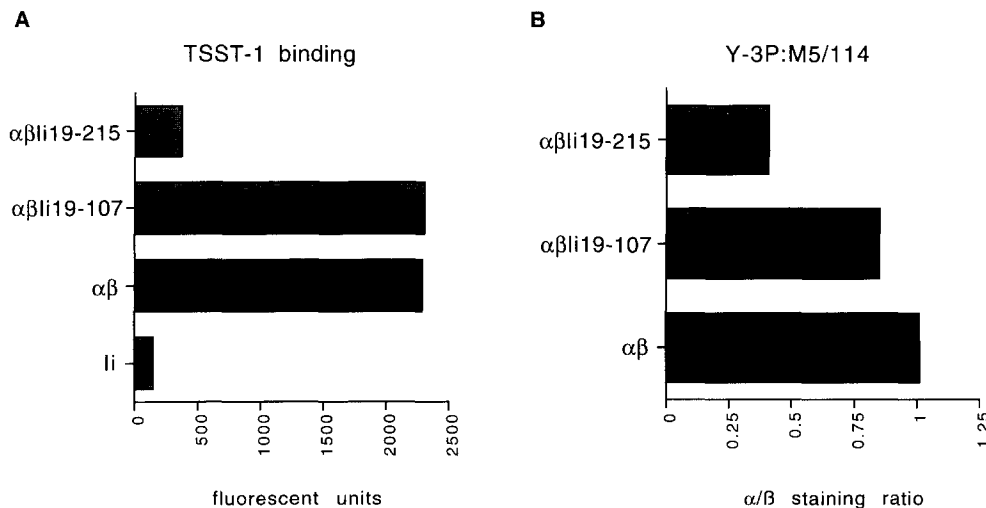 A
TSST-1 binding
αβIi19-215
αβIi19-107
αβ
Ii
0 500 1000 1500 2000 2500
fluorescent units
B
Y-3P:M5/114
αβIi19-215
αβIi19-107
αβ
0 0.25 0.5 0.75 1 1.25
α/β staining ratio